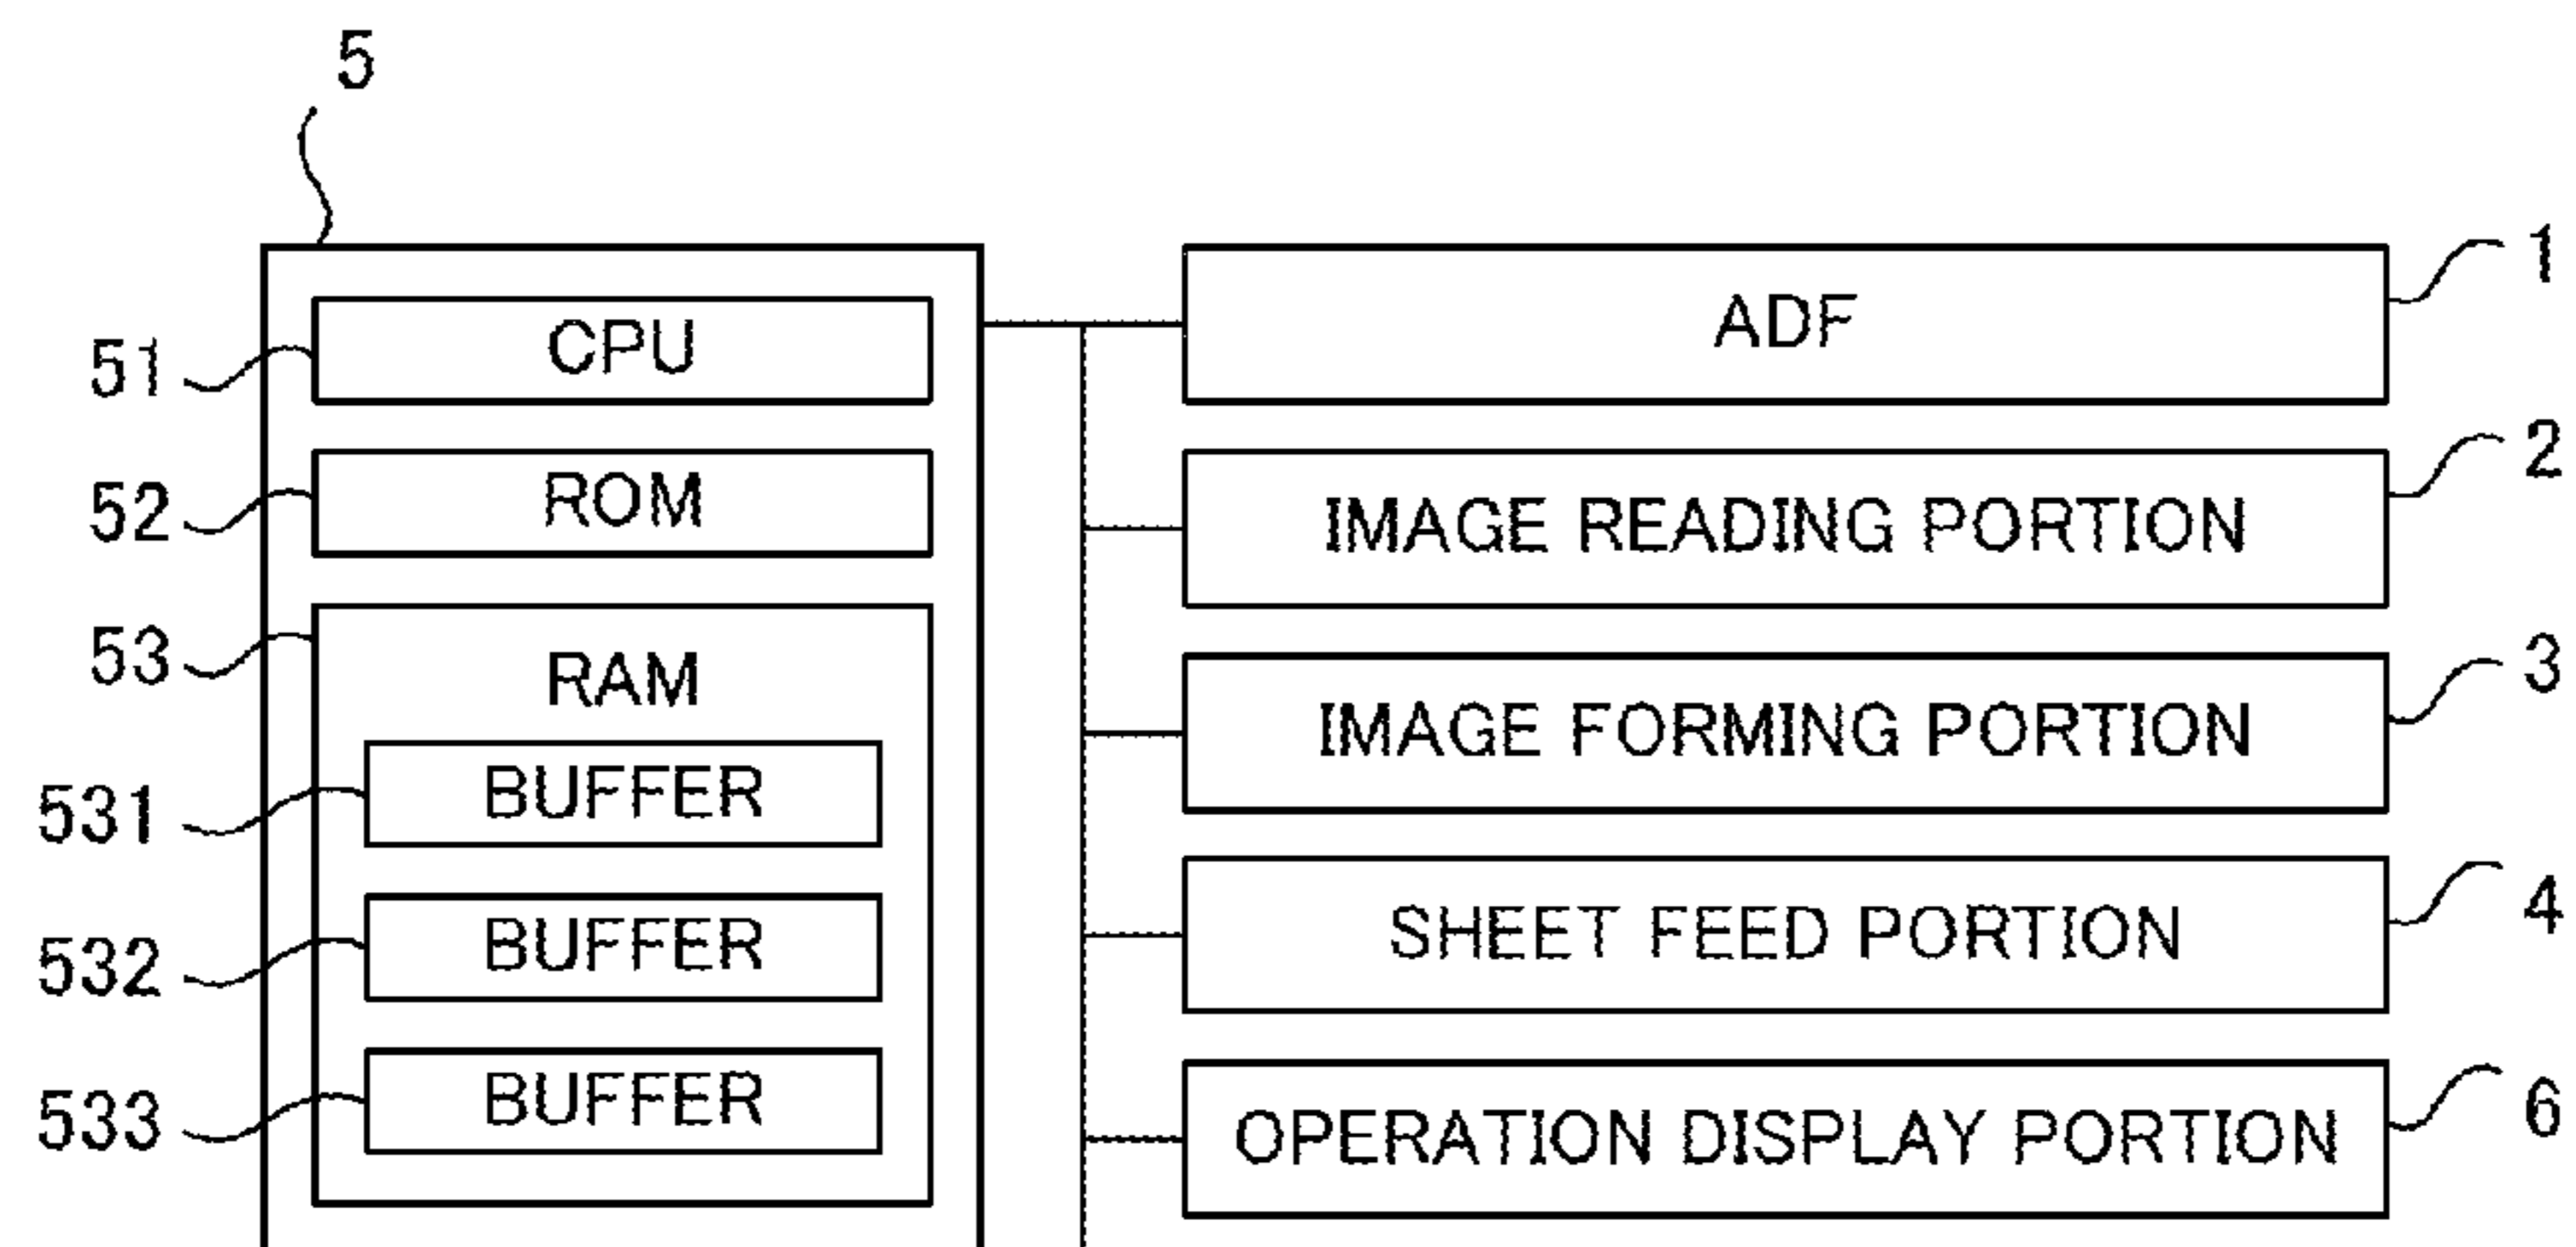 5
51
CPU
52
ROM
53
RAM
531
BUFFER
532
BUFFER
533
BUFFER
ADF
1
IMAGE READING PORTION
2
IMAGE FORMING PORTION
3
SHEET FEED PORTION
4
OPERATION DISPLAY PORTION
6